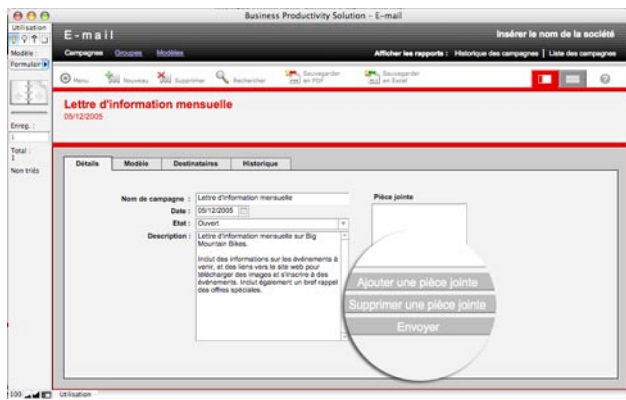 Business Productivity Solution - E-mail
Utilisation
E-mail
Insérer le nom de la société
Modèle :
Campagnes Groupes Modèles
Afficher les rapports : Historique des campagnes | Liste des campagnes
Formulair
Menu Nouveau Supprimer Rechercher Sauvegarder en PDF Sauvegarder en Excel
Lettre d'information mensuelle
05/12/2005
Enreg. :
1
Total :
1
Non triés
Détails Modèle Destinataires Historique
Nom de campagne : Lettre d'information mensuelle
Pièce jointe
Date : 05/12/2005
Etat : Ouvert
Description : Lettre d'information mensuelle sur Big
Mountain Bikes.
Inclut des informations sur les événements à
venir, et des liens vers le site web pour
télécharger des images et s'inscrire à des
événements. Inclut également un bref rappel
des offres spéciales.
Ajouter une pièce jointe
Supprimer une pièce jointe
Envoyer
100 Utilisation